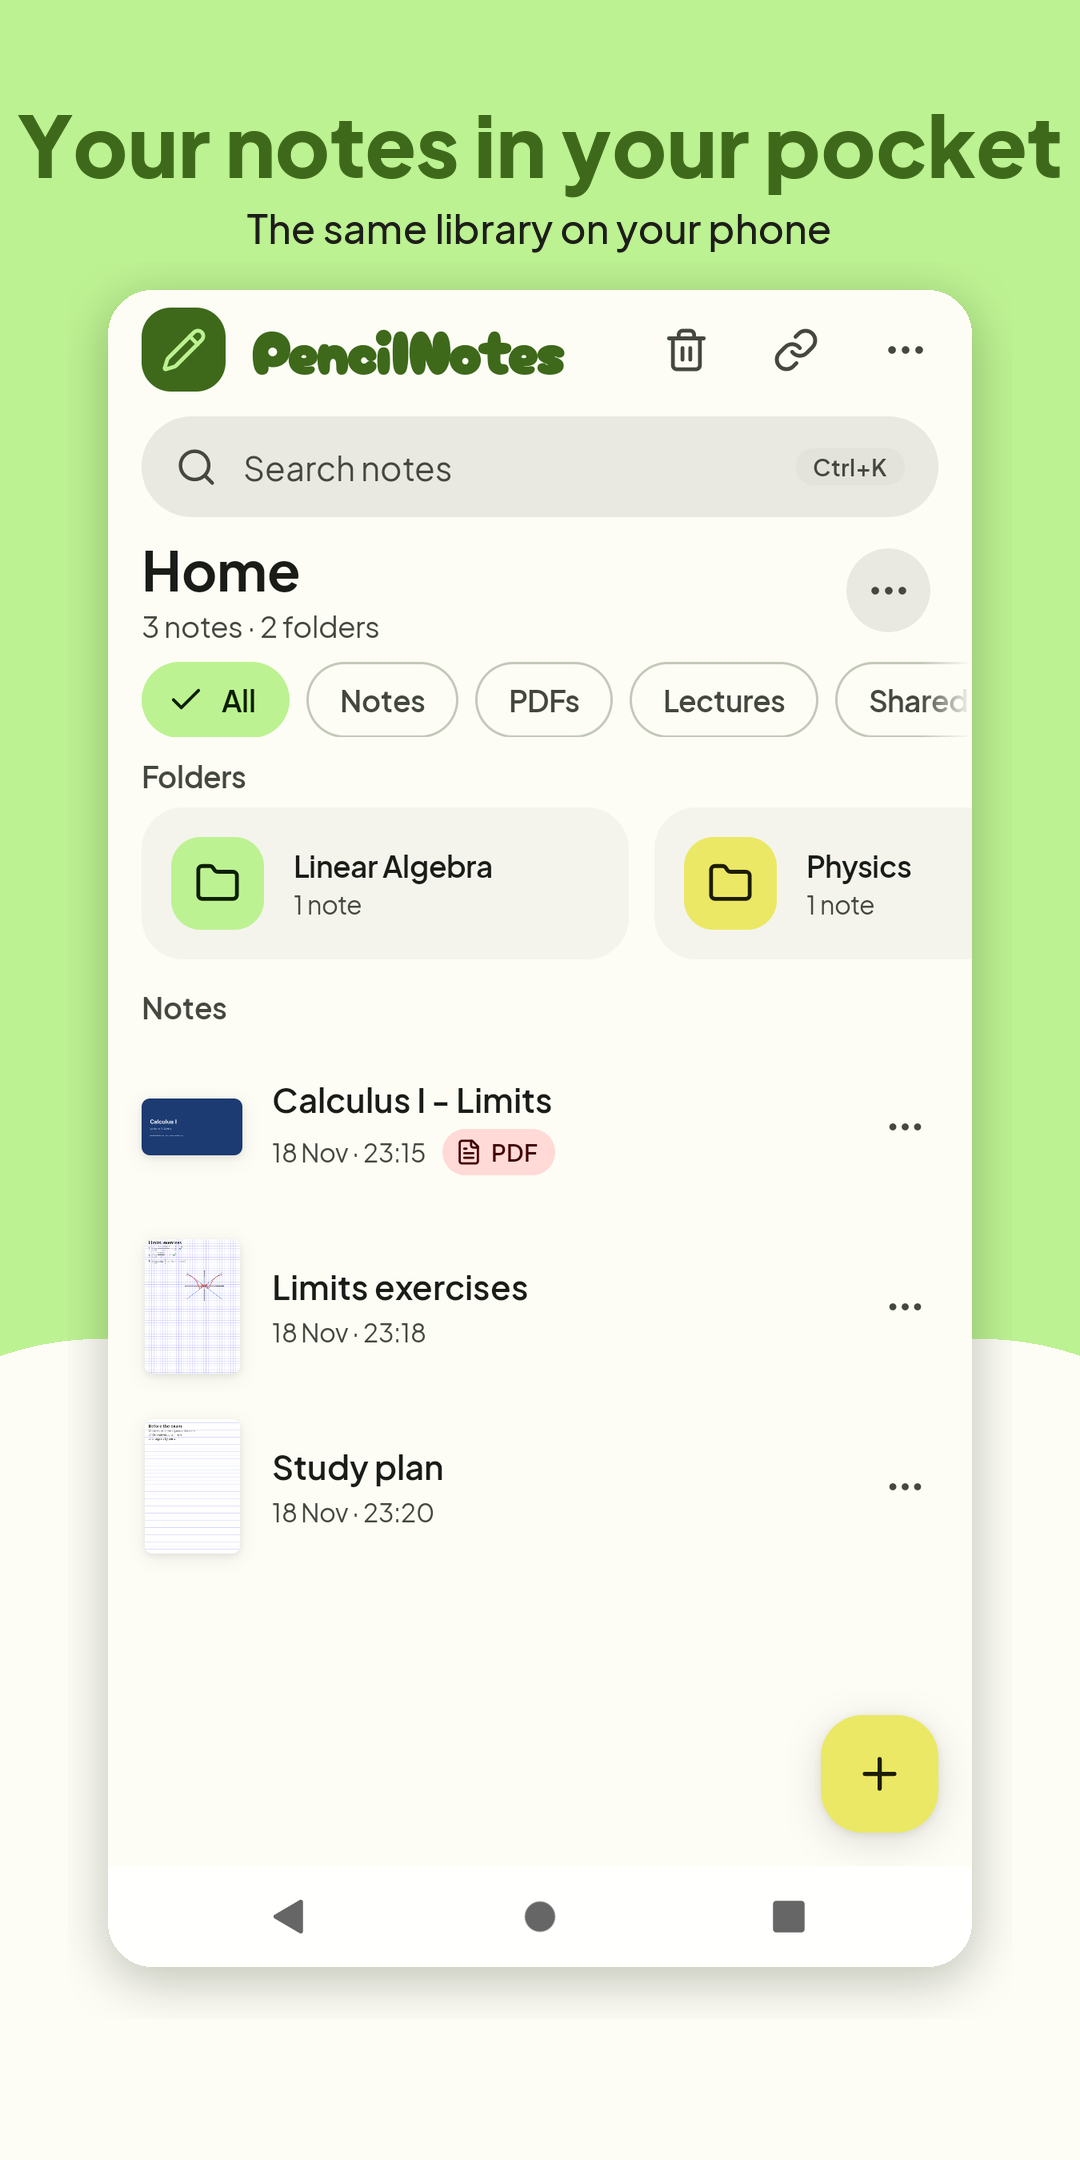 Your notes in your pocket
The same library on your phone
PencilNotes
Search notes
Ctrl+K
Home
3 notes · 2 folders
All
Notes
PDFs
Lectures
Shared
Folders
Linear Algebra
1 note
Physics
1 note
Notes
Calculus I
Calculus I – Limits
18 Nov · 23:15
PDF
Limits exercises
18 Nov · 23:18
Study plan
18 Nov · 23:20